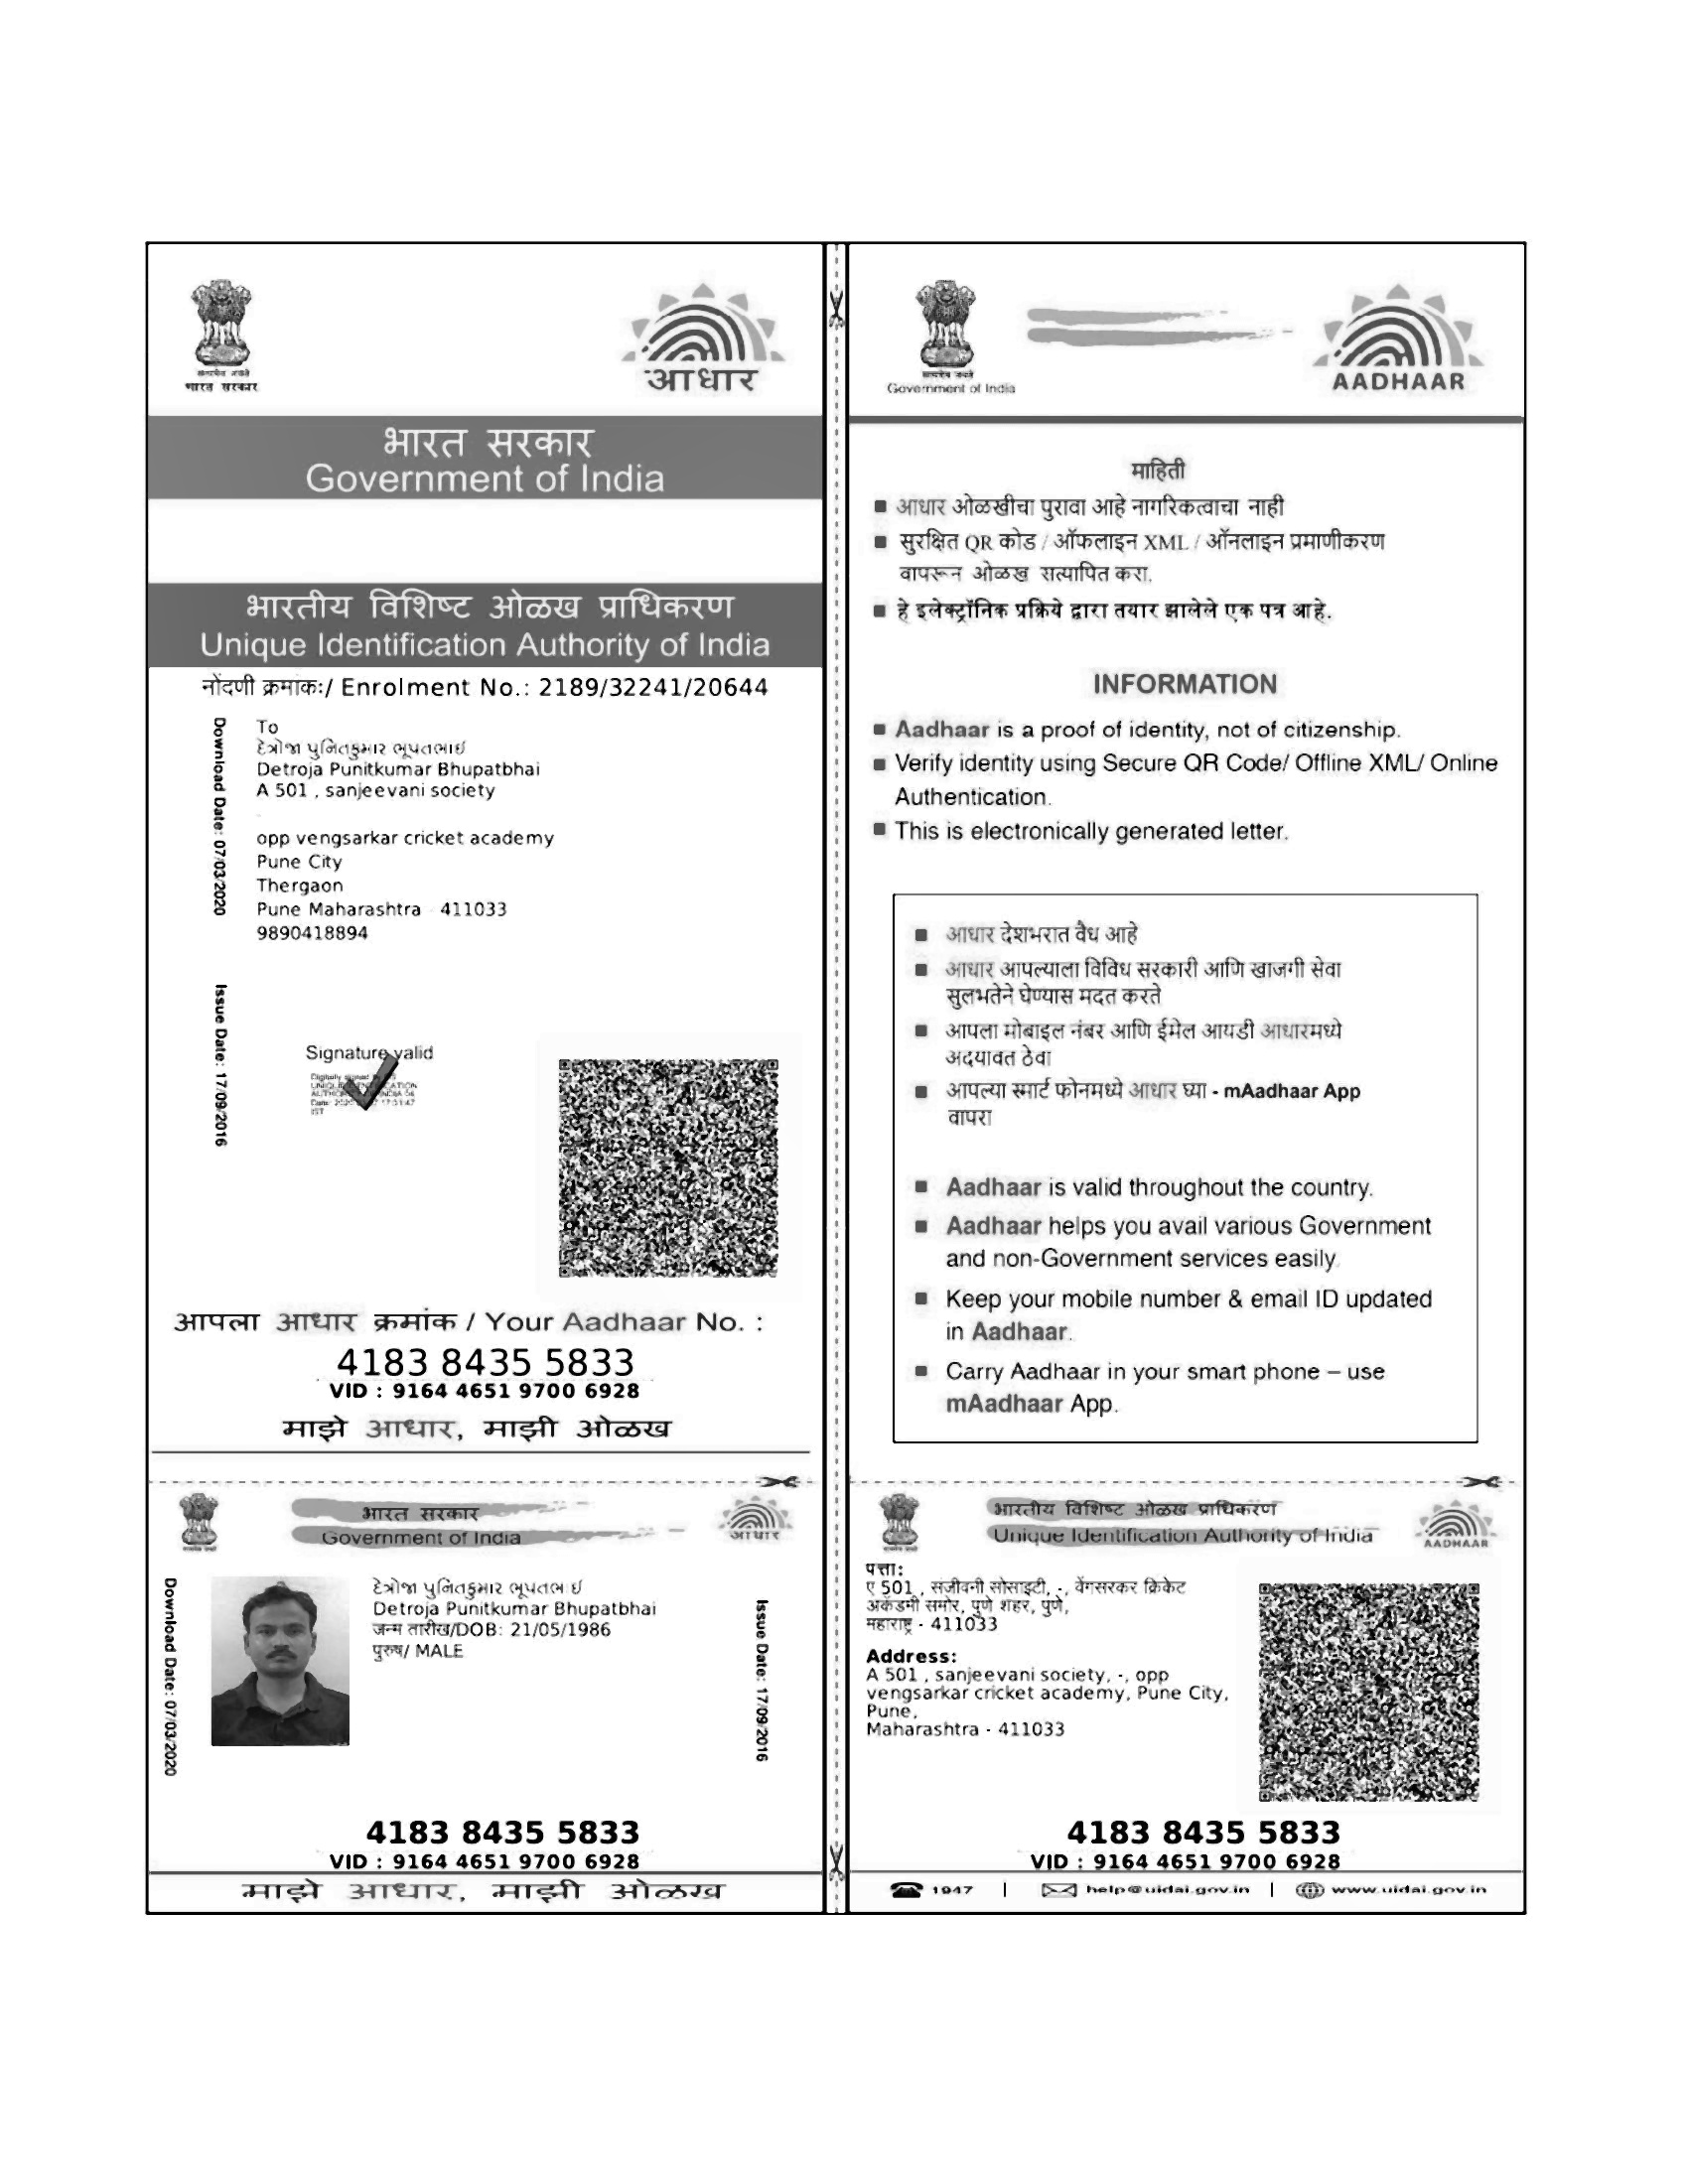 भारत सरकार
आधार
भारत सरकार
Government of India
भारतीय विशिष्ट ओळख प्राधिकरण
Unique Identification Authority of India
नोंदणी क्रमांक:/ Enrolment No.: 2189/32241/20644
Download Date: 07/03/2020
To
દેત્રોજા પુનિતકુમાર ભૂપતભાઈ
Detroja Punitkumar Bhupatbhai
A 501 , sanjeevani society
opp vengsarkar cricket academy
Pune City
Thergaon
Pune Maharashtra - 411033
9890418894
Issue Date: 17/09/2016
Signature valid
आपला आधार क्रमांक / Your Aadhaar No. :
4183 8435 5833
VID : 9164 4651 9700 6928
माझे आधार, माझी ओळख
भारत सरकार
Government of India
आधार
Download Date: 07/03/2020
દેત્રોજા પુનિતકુમાર ભૂપતભાઈ
Detroja Punitkumar Bhupatbhai
जन्म तारीख/DOB: 21/05/1986
पुरुष/ MALE
Issue Date: 17/09/2016
4183 8435 5833
VID : 9164 4651 9700 6928
माझे आधार, माझी ओळख
Government of India
AADHAAR
माहिती
■ आधार ओळखीचा पुरावा आहे नागरिकत्वाचा नाही
■ सुरक्षित QR कोड / ऑफलाइन XML / ऑनलाइन प्रमाणीकरण
वापरून ओळख सत्यापित करा.
■ हे इलेक्ट्रॉनिक प्रक्रिये द्वारा तयार झालेले एक पत्र आहे.
INFORMATION
■ Aadhaar is a proof of identity, not of citizenship.
■ Verify identity using Secure QR Code/ Offline XML/ Online
Authentication.
■ This is electronically generated letter.
■ आधार देशभरात वैध आहे
■ आधार आपल्याला विविध सरकारी आणि खाजगी सेवा
सुलभतेने घेण्यास मदत करते
■ आपला मोबाइल नंबर आणि ईमेल आयडी आधारमध्ये
अदयावत ठेवा
■ आपल्या स्मार्ट फोनमध्ये आधार घ्या - mAadhaar App
वापरा
■ Aadhaar is valid throughout the country.
■ Aadhaar helps you avail various Government
and non-Government services easily.
■ Keep your mobile number & email ID updated
in Aadhaar.
■ Carry Aadhaar in your smart phone – use
mAadhaar App.
भारतीय विशिष्ट ओळख प्राधिकरण
Unique Identification Authority of India
AADHAAR
पत्ता:
ए 501 , संजीवनी सोसाइटी, -, वेंगसरकर क्रिकेट
अकॅडमी समोर, पुणे शहर, पुणे,
महाराष्ट्र - 411033
Address:
A 501 , sanjeevani society, -, opp
vengsarkar cricket academy, Pune City,
Pune,
Maharashtra - 411033
4183 8435 5833
VID : 9164 4651 9700 6928
1947 | help@uidai.gov.in | www.uidai.gov.in